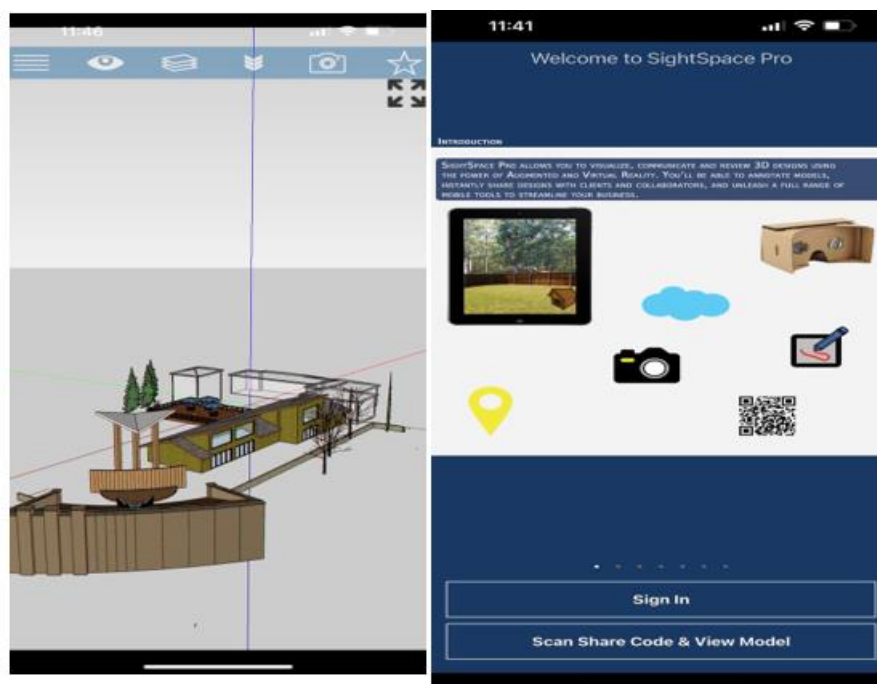 11:46
11:41
Welcome to SightSpace Pro
INTRODUCTION
SIGHTSPACE PRO ALLOWS YOU TO VISUALIZE, COMMUNICATE AND REVIEW 3D DESIGNS USING
THE POWER OF AUGMENTED AND VIRTUAL REALITY. YOU'LL BE ABLE TO ANNOTATE MODELS,
INSTANTLY SHARE DESIGNS WITH CLIENTS AND COLLABORATORS, AND UNLEASH A FULL RANGE OF
MOBILE TOOLS TO STREAMLINE YOUR BUSINESS.
Sign In
Scan Share Code & View Model